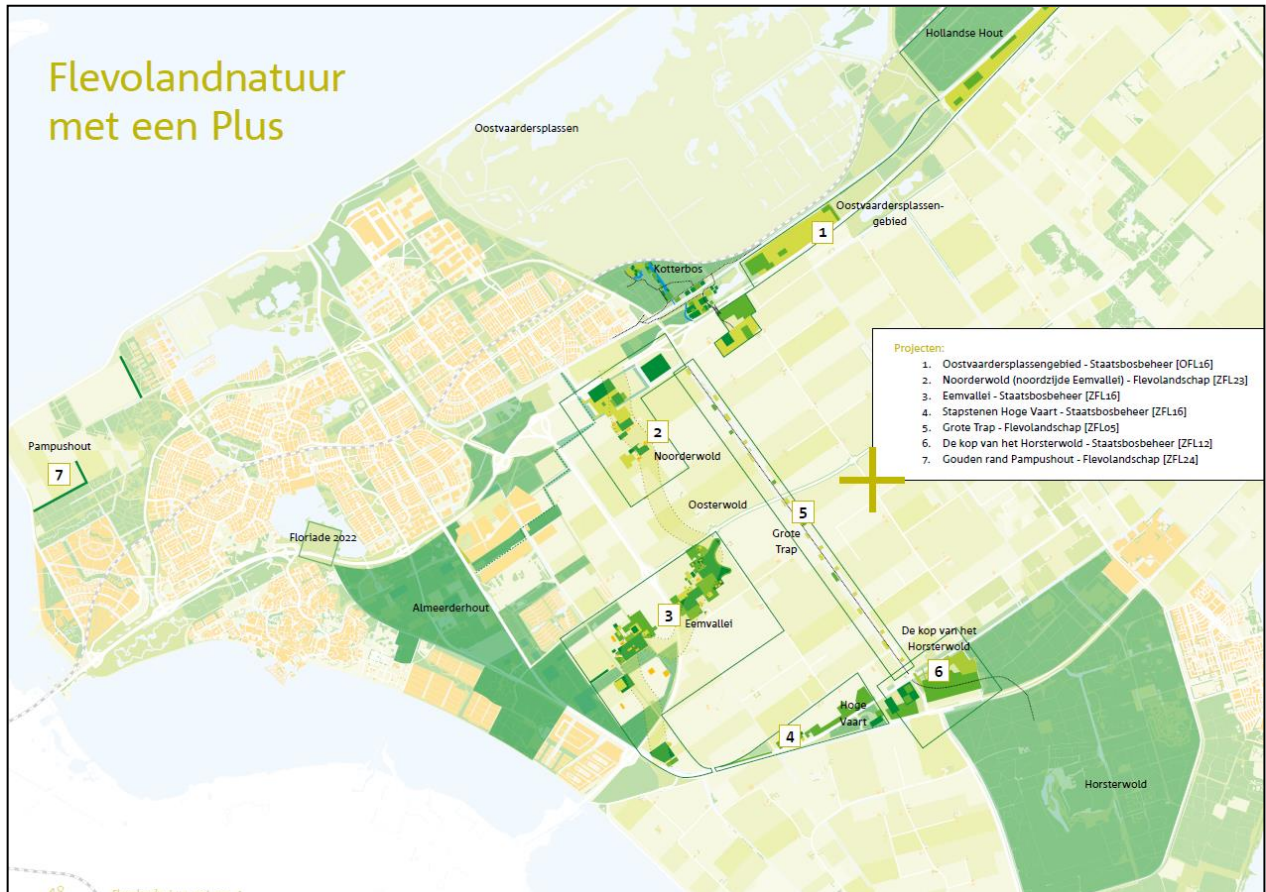 Flevolandnatuur
met een Plus
Hollandse Hout
Oostvaardersplassen
Oostvaardersplassen-
gebied
1
Kotterbos
Projecten:
1. Oostvaardersplassengebied - Staatsbosbeheer [OFL16]
2. Noorderwold (noordzijde Eemvallei) - Flevolandschap [ZFL23]
3. Eemvallei - Staatsbosbeheer [ZFL16]
4. Stapstenen Hoge Vaart - Staatsbosbeheer [ZFL16]
5. Grote Trap - Flevolandschap [ZFL05]
6. De kop van het Horsterwold - Staatsbosbeheer [ZFL12]
7. Gouden rand Pampushout - Flevolandschap [ZFL24]
Pampushout
7
2
Noorderwold
Oosterwold
5
Grote
Trap
Floriade 2022
Almeerderhout
3
Eemvallei
De kop van het
Horsterwold
6
Hoge
Vaart
4
Horsterwold